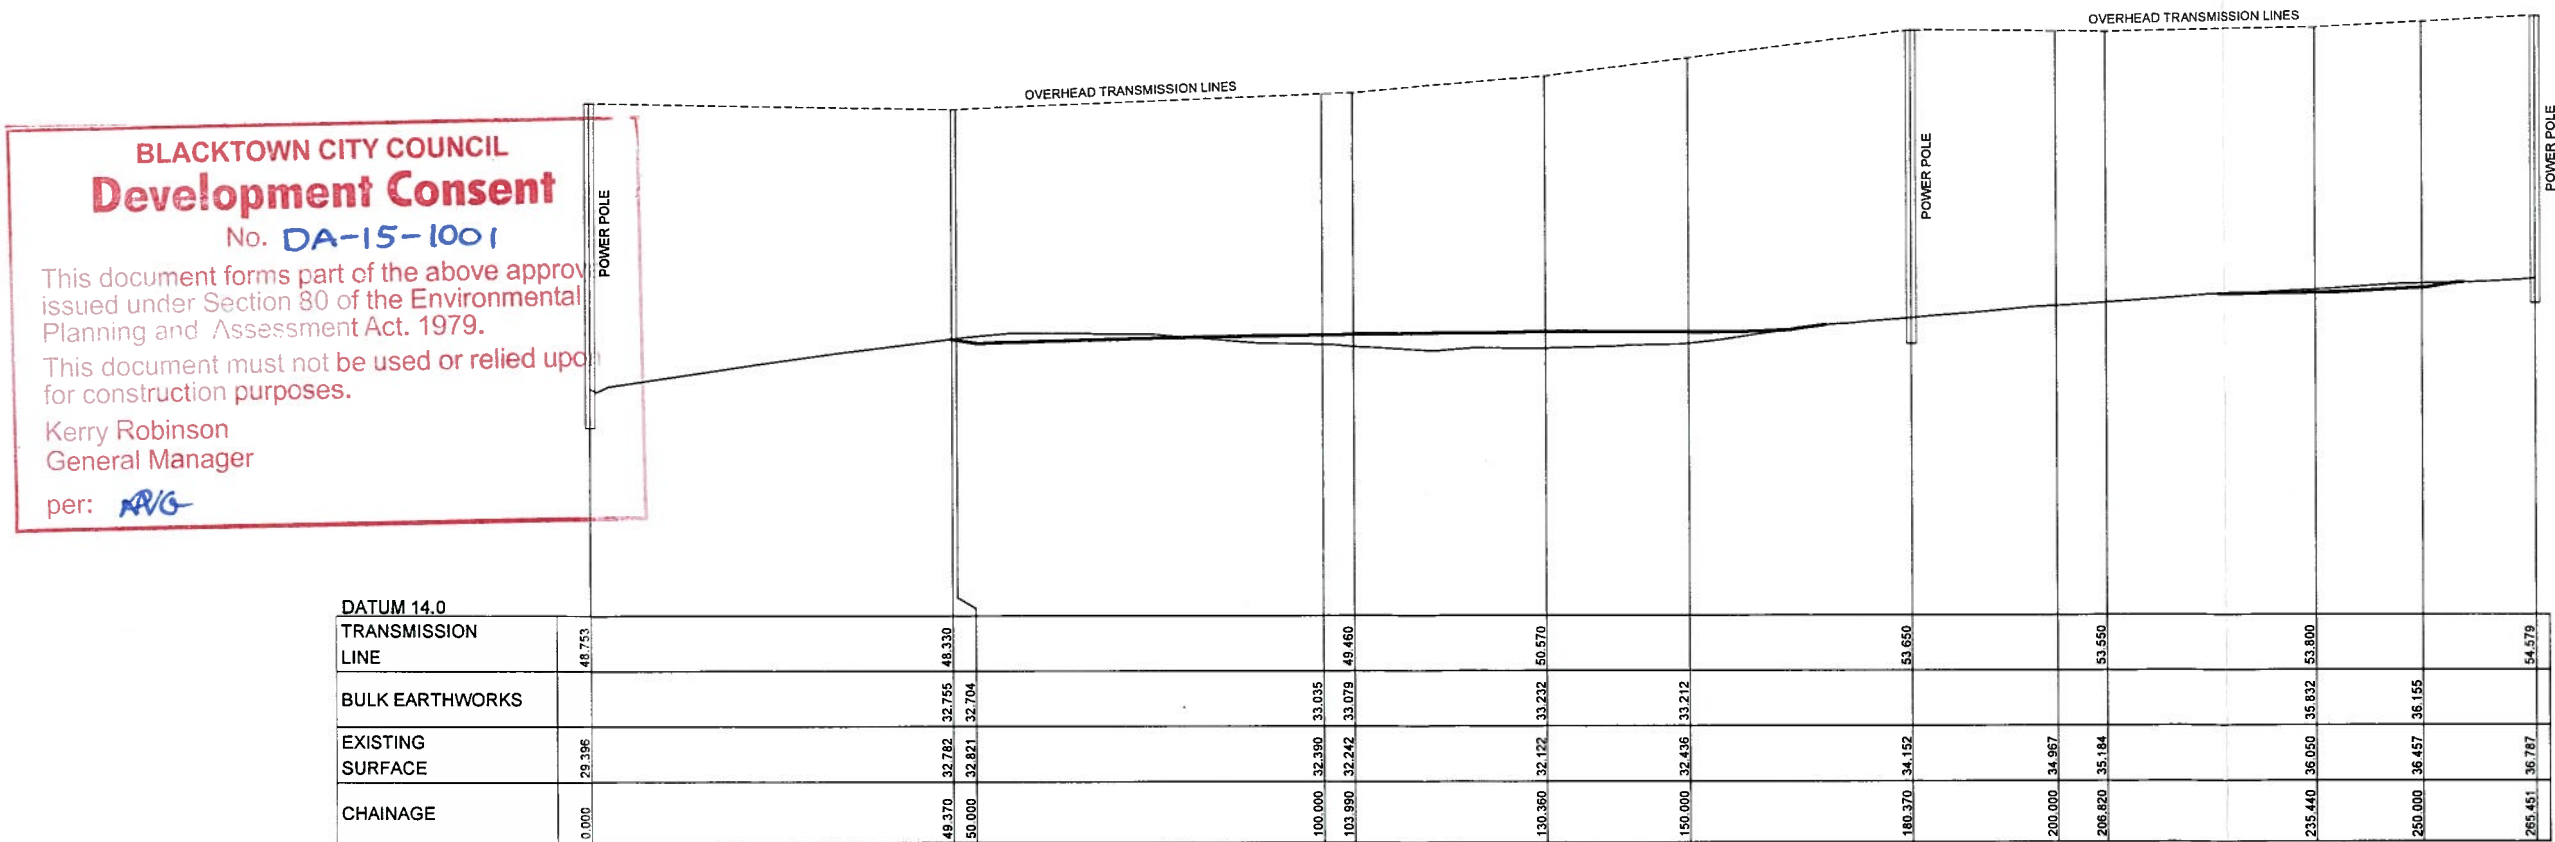 OVERHEAD TRANSMISSION LINES
OVERHEAD TRANSMISSION LINES
BLACKTOWN CITY COUNCIL
Development Consent
No. DA-15-1001
This document forms part of the above approv
issued under Section 80 of the Environmental
Planning and Assessment Act. 1979.
This document must not be used or relied upon
for construction purposes.
Kerry Robinson
General Manager
per:
POWER POLE
POWER POLE
POWER POLE
DATUM 14.0
TRANSMISSION LINE 48.753 48.330 49.460 50.570 53.650 53.550 53.800 54.579
BULK EARTHWORKS 32.755 32.704 33.035 33.079 33.232 33.212 35.832 36.155
EXISTING SURFACE 29.396 32.782 32.821 32.390 32.242 32.122 32.436 34.152 34.967 35.184 36.050 36.457 36.787
CHAINAGE 0.000 49.370 50.000 100.000 103.990 130.360 150.000 180.370 200.000 206.820 235.440 250.000 265.451